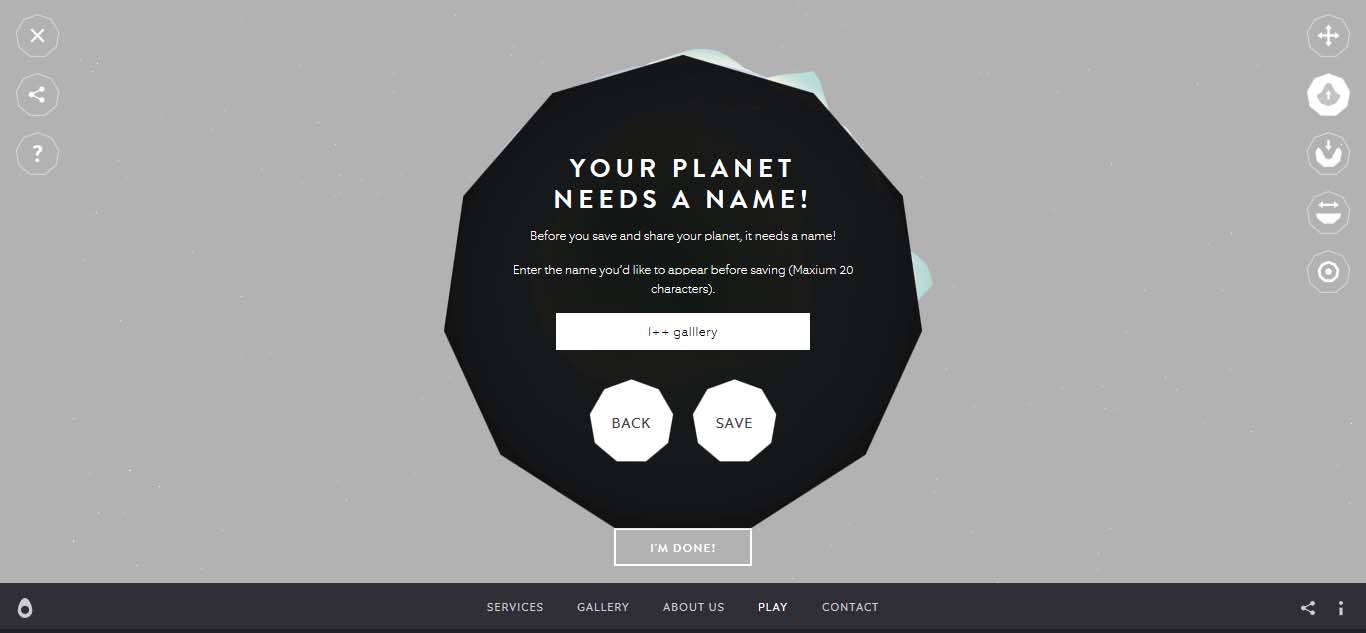 YOUR PLANET
NEEDS A NAME!
Before you save and share your planet, it needs a name!
Enter the name you'd like to appear before saving (Maxium 20
characters).
I++ galllery
BACK
SAVE
I'M DONE!
SERVICES
GALLERY
ABOUT US
PLAY
CONTACT